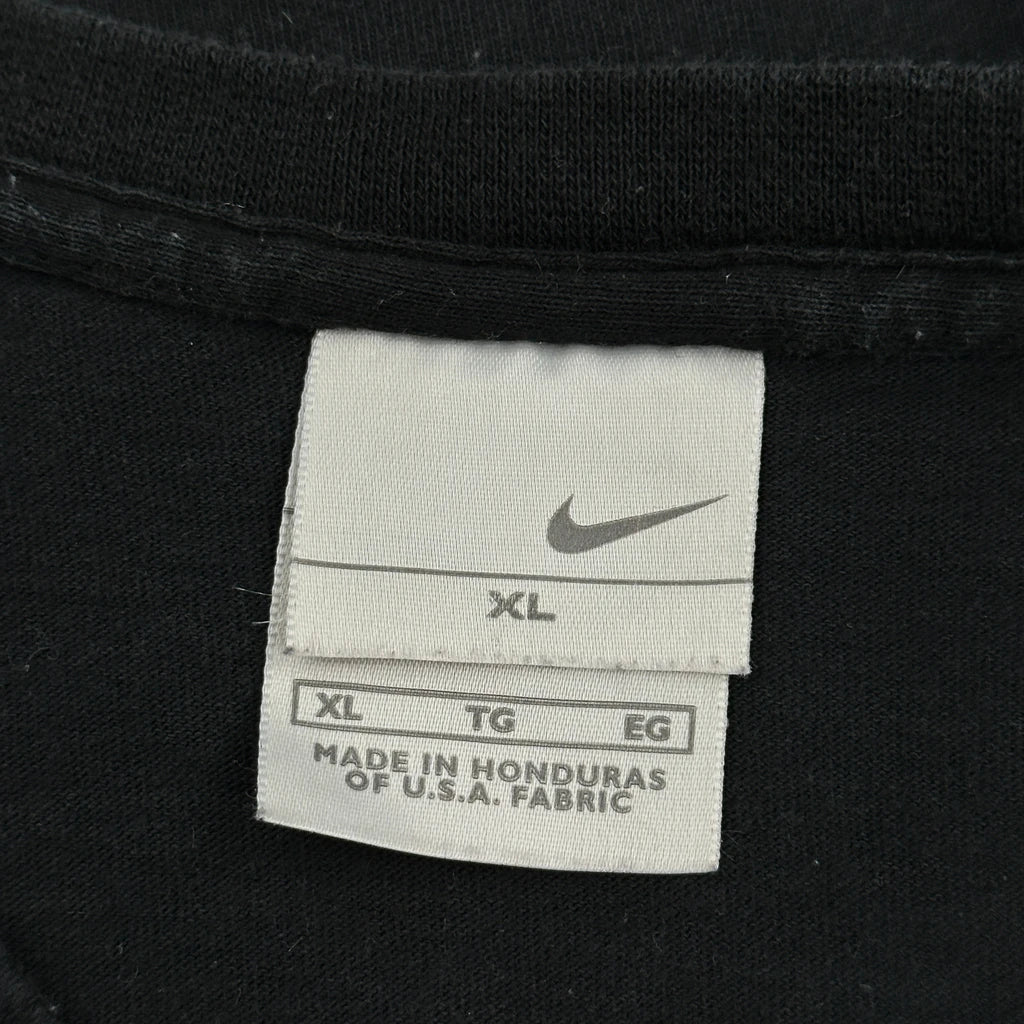 XL
XL TG EG
MADE IN HONDURAS
OF U.S.A. FABRIC